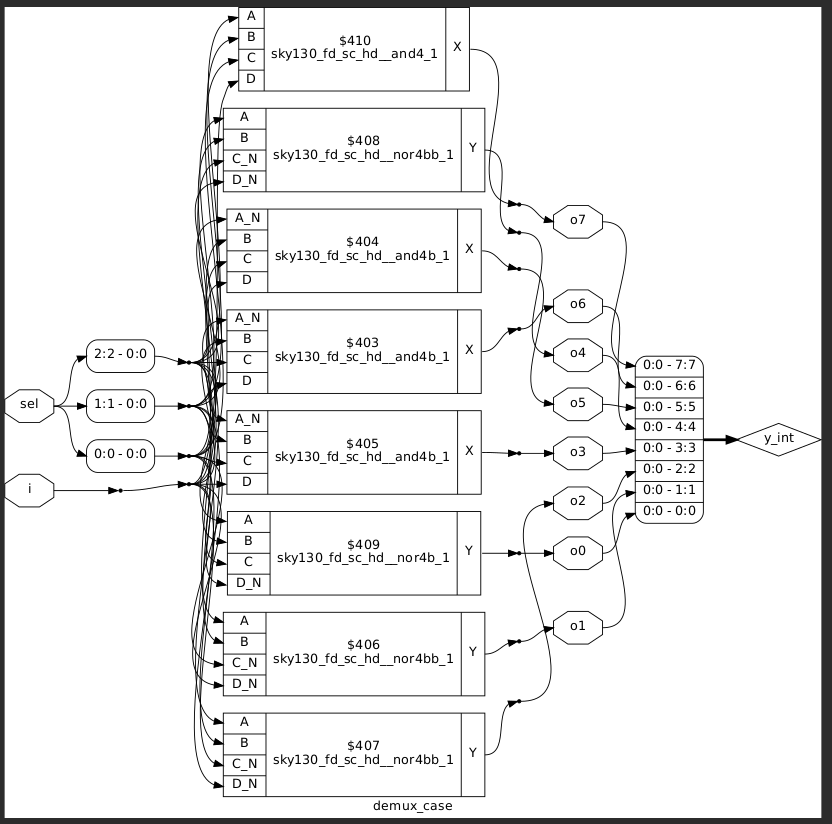 A
B
C
D
$410
sky130_fd_sc_hd__and4_1
X
A
B
C_N
D_N
$408
sky130_fd_sc_hd__nor4bb_1
Y
A_N
B
C
D
$404
sky130_fd_sc_hd__and4b_1
X
A_N
B
C
D
$403
sky130_fd_sc_hd__and4b_1
X
A_N
B
C
D
$405
sky130_fd_sc_hd__and4b_1
X
A
B
C
D_N
$409
sky130_fd_sc_hd__nor4b_1
Y
A
B
C_N
D_N
$406
sky130_fd_sc_hd__nor4bb_1
Y
A
B
C_N
D_N
$407
sky130_fd_sc_hd__nor4bb_1
Y
sel
i
2:2 - 0:0
1:1 - 0:0
0:0 - 0:0
o7
o6
o4
o5
o3
o2
o0
o1
0:0 - 7:7
0:0 - 6:6
0:0 - 5:5
0:0 - 4:4
0:0 - 3:3
0:0 - 2:2
0:0 - 1:1
0:0 - 0:0
y_int
demux_case